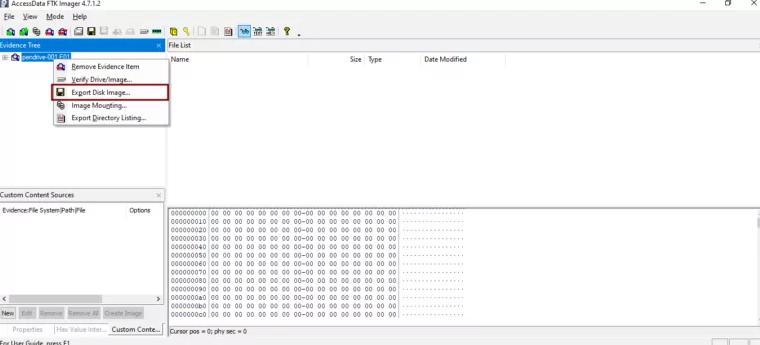 AccessData FTK Imager 4.7.1.2
File View Mode Help
Evidence Tree
File List
pendrive-001.E01
Name Size Type Date Modified
Remove Evidence Item
Verify Drive/Image...
Export Disk Image...
Image Mounting...
Export Directory Listing...
Custom Content Sources
Evidence:File System|Path|File Options
000000000 00 00 00 00 00 00 00 00-00 00 00 00 00 00 00 00 ················
000000010 00 00 00 00 00 00 00 00-00 00 00 00 00 00 00 00 ················
000000020 00 00 00 00 00 00 00 00-00 00 00 00 00 00 00 00 ················
000000030 00 00 00 00 00 00 00 00-00 00 00 00 00 00 00 00 ················
000000040 00 00 00 00 00 00 00 00-00 00 00 00 00 00 00 00 ················
000000050 00 00 00 00 00 00 00 00-00 00 00 00 00 00 00 00 ················
000000060 00 00 00 00 00 00 00 00-00 00 00 00 00 00 00 00 ················
000000070 00 00 00 00 00 00 00 00-00 00 00 00 00 00 00 00 ················
000000080 00 00 00 00 00 00 00 00-00 00 00 00 00 00 00 00 ················
000000090 00 00 00 00 00 00 00 00-00 00 00 00 00 00 00 00 ················
0000000a0 00 00 00 00 00 00 00 00-00 00 00 00 00 00 00 00 ················
0000000b0 00 00 00 00 00 00 00 00-00 00 00 00 00 00 00 00 ················
0000000c0 00 00 00 00 00 00 00 00-00 00 00 00 00 00 00 00 ················
New Edit Remove Remove All Create Image
Properties Hex Value Inter... Custom Conte...
Cursor pos = 0; phy sec = 0
For User Guide, press F1